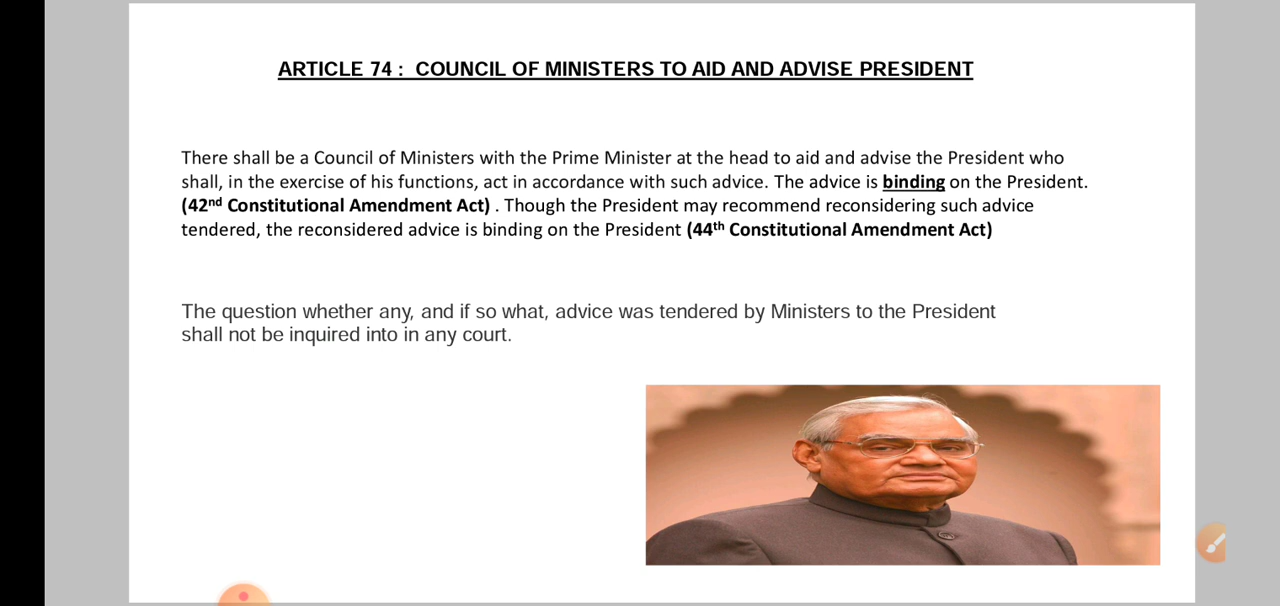 ARTICLE 74 :  COUNCIL OF MINISTERS TO AID AND ADVISE PRESIDENT
There shall be a Council of Ministers with the Prime Minister at the head to aid and advise the President who
shall, in the exercise of his functions, act in accordance with such advice. The advice is binding on the President.
(42nd Constitutional Amendment Act) . Though the President may recommend reconsidering such advice
tendered, the reconsidered advice is binding on the President (44th Constitutional Amendment Act)
The question whether any, and if so what, advice was tendered by Ministers to the President
shall not be inquired into in any court.